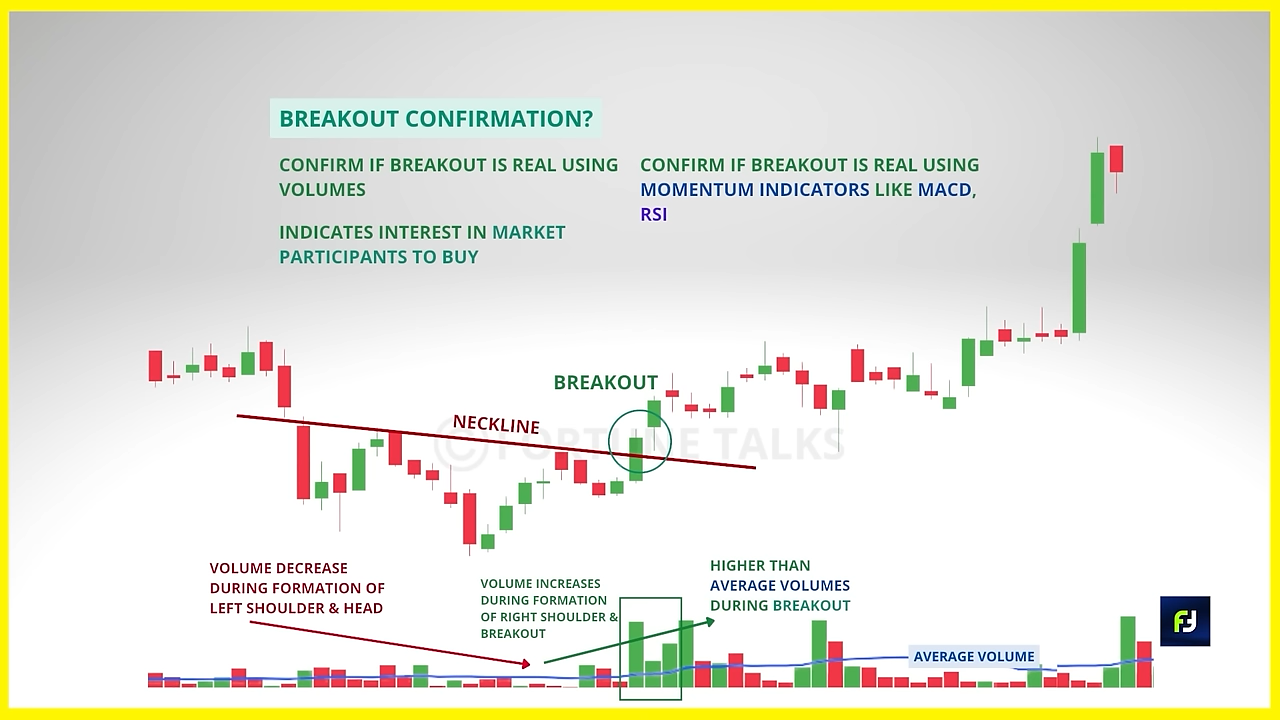 BREAKOUT CONFIRMATION?
CONFIRM IF BREAKOUT IS REAL USING
VOLUMES
INDICATES INTEREST IN MARKET
PARTICIPANTS TO BUY
CONFIRM IF BREAKOUT IS REAL USING
MOMENTUM INDICATORS LIKE MACD,
RSI
BREAKOUT
NECKLINE
© FORTUNE TALKS
VOLUME DECREASE
DURING FORMATION OF
LEFT SHOULDER & HEAD
VOLUME INCREASES
DURING FORMATION
OF RIGHT SHOULDER &
BREAKOUT
HIGHER THAN
AVERAGE VOLUMES
DURING BREAKOUT
AVERAGE VOLUME